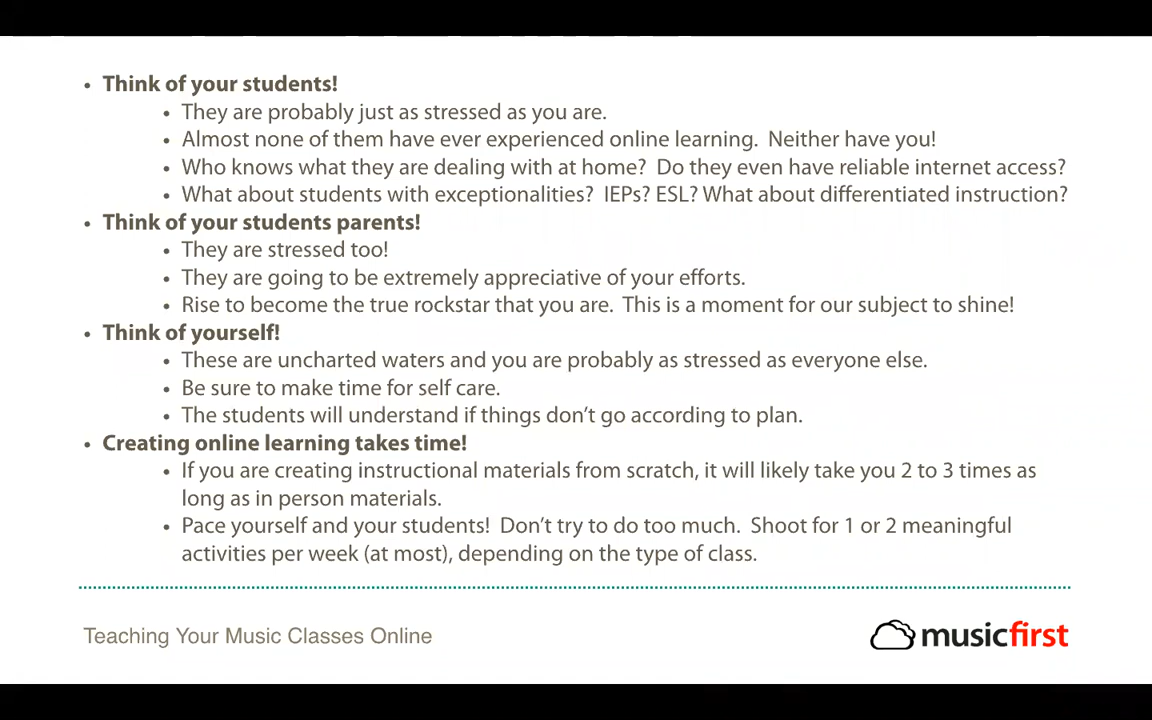 • Think of your students!
• They are probably just as stressed as you are.
• Almost none of them have ever experienced online learning.  Neither have you!
• Who knows what they are dealing with at home?  Do they even have reliable internet access?
• What about students with exceptionalities?  IEPs? ESL? What about differentiated instruction?
• Think of your students parents!
• They are stressed too!
• They are going to be extremely appreciative of your efforts.
• Rise to become the true rockstar that you are.  This is a moment for our subject to shine!
• Think of yourself!
• These are uncharted waters and you are probably as stressed as everyone else.
• Be sure to make time for self care.
• The students will understand if things don't go according to plan.
• Creating online learning takes time!
• If you are creating instructional materials from scratch, it will likely take you 2 to 3 times as
long as in person materials.
• Pace yourself and your students!  Don't try to do too much.  Shoot for 1 or 2 meaningful
activities per week (at most), depending on the type of class.
Teaching Your Music Classes Online
musicfirst